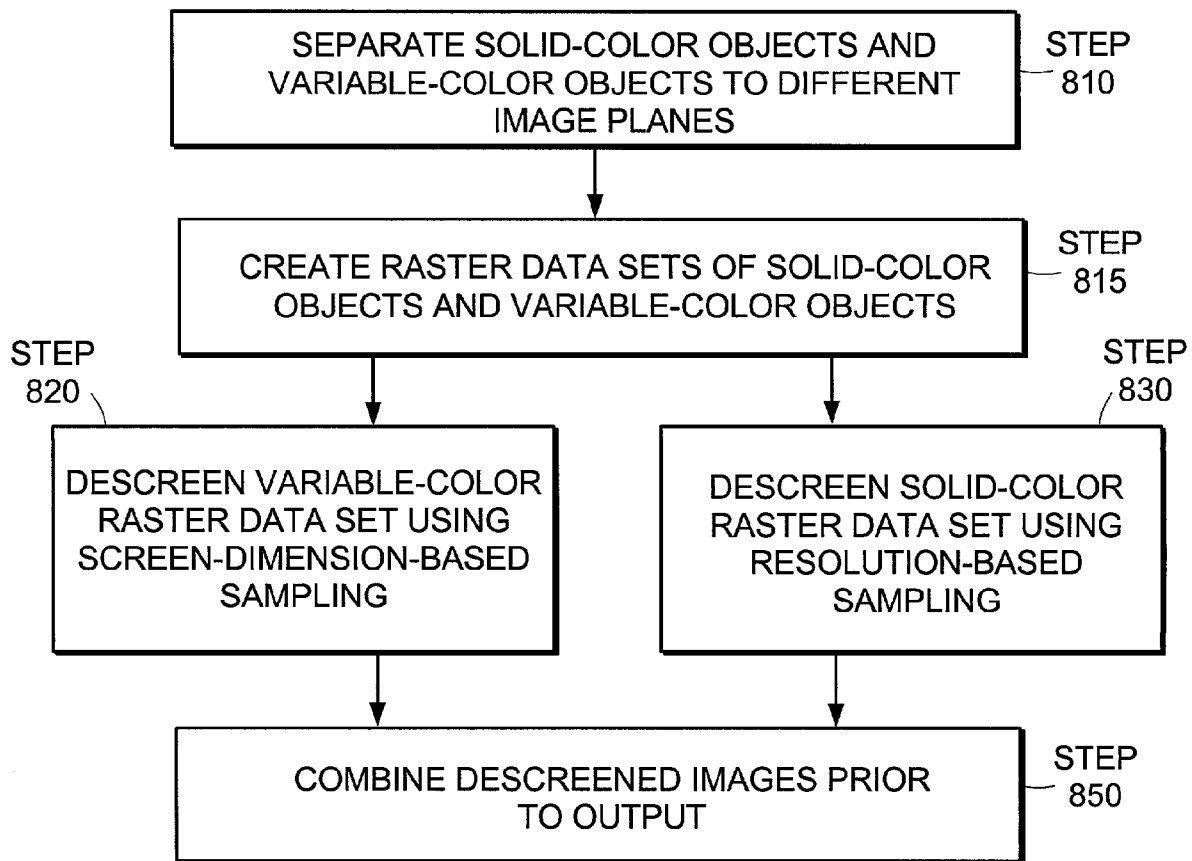 SEPARATE SOLID-COLOR OBJECTS AND
VARIABLE-COLOR OBJECTS TO DIFFERENT
IMAGE PLANES
STEP
810
CREATE RASTER DATA SETS OF SOLID-COLOR
OBJECTS AND VARIABLE-COLOR OBJECTS
STEP
815
STEP
820
DESCREEN VARIABLE-COLOR
RASTER DATA SET USING
SCREEN-DIMENSION-BASED
SAMPLING
STEP
830
DESCREEN SOLID-COLOR
RASTER DATA SET USING
RESOLUTION-BASED
SAMPLING
COMBINE DESCREENED IMAGES PRIOR
TO OUTPUT
STEP
850